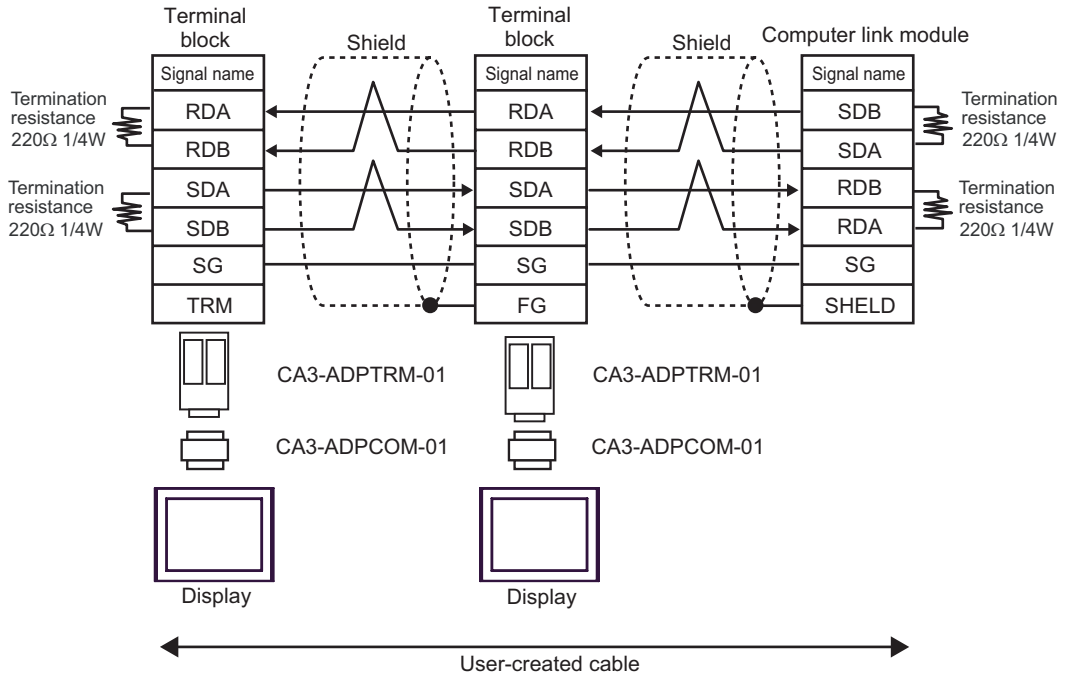 Terminal
block
Shield
Terminal
block
Shield
Computer link module
Signal name
Signal name
Signal name
Termination
resistance
220Ω 1/4W
RDA
RDA
SDB
Termination
resistance
220Ω 1/4W
RDB
RDB
SDA
Termination
resistance
220Ω 1/4W
SDA
SDA
RDB
Termination
resistance
220Ω 1/4W
SDB
SDB
RDA
SG
SG
SG
TRM
FG
SHELD
CA3-ADPTRM-01
CA3-ADPTRM-01
CA3-ADPCOM-01
CA3-ADPCOM-01
Display
Display
User-created cable